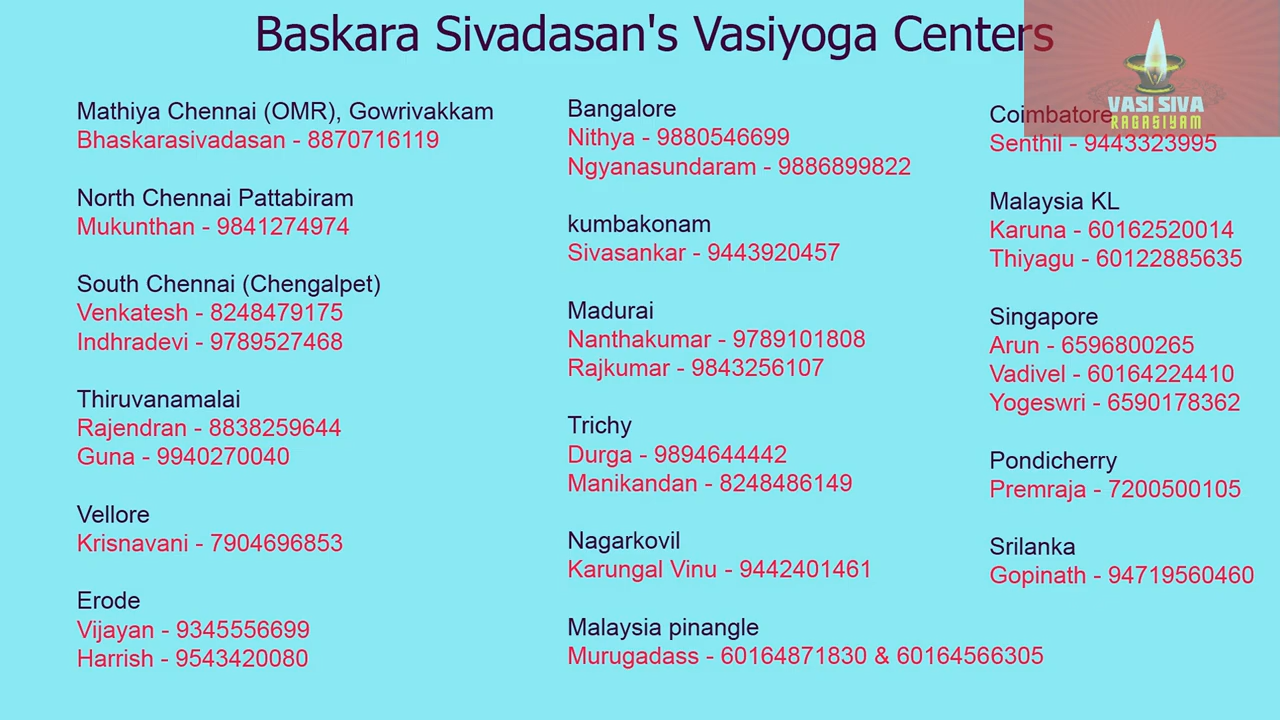 Baskara Sivadasan's Vasiyoga Centers
VASI SIVA
RAGASIYAM
Mathiya Chennai (OMR), Gowrivakkam
Bhaskarasivadasan - 8870716119
North Chennai Pattabiram
Mukunthan - 9841274974
South Chennai (Chengalpet)
Venkatesh - 8248479175
Indhradevi - 9789527468
Thiruvanamalai
Rajendran - 8838259644
Guna - 9940270040
Vellore
Krisnavani - 7904696853
Erode
Vijayan - 9345556699
Harrish - 9543420080
Bangalore
Nithya - 9880546699
Ngyanasundaram - 9886899822
kumbakonam
Sivasankar - 9443920457
Madurai
Nanthakumar - 9789101808
Rajkumar - 9843256107
Trichy
Durga - 9894644442
Manikandan - 8248486149
Nagarkovil
Karungal Vinu - 9442401461
Malaysia pinangle
Murugadass - 60164871830 & 60164566305
Coimbatore
Senthil - 9443323995
Malaysia KL
Karuna - 60162520014
Thiyagu - 60122885635
Singapore
Arun - 6596800265
Vadivel - 60164224410
Yogeswri - 6590178362
Pondicherry
Premraja - 7200500105
Srilanka
Gopinath - 94719560460